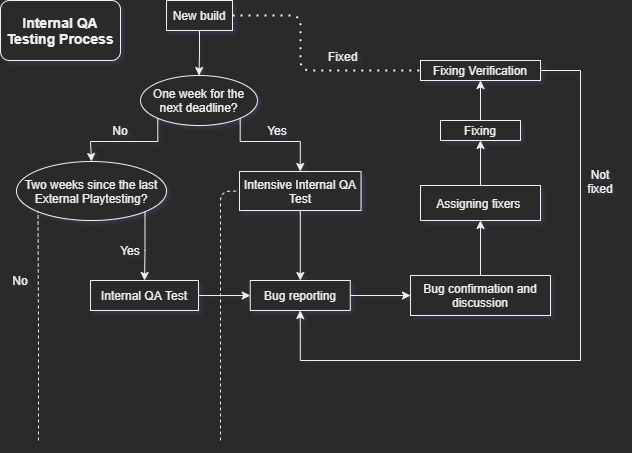 Internal QA
Testing Process
New build
Fixed
Fixing Verification
One week for the
next deadline?
No
Yes
Fixing
Two weeks since the last
External Playtesting?
Intensive Internal QA
Test
Assigning fixers
Not
fixed
Yes
No
Internal QA Test
Bug reporting
Bug confirmation and
discussion